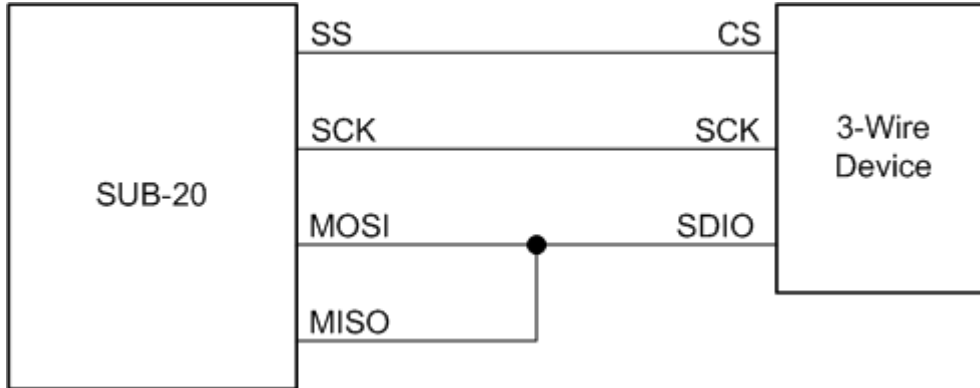 SS CS
SCK SCK
3-Wire
Device
SUB-20
MOSI SDIO
MISO